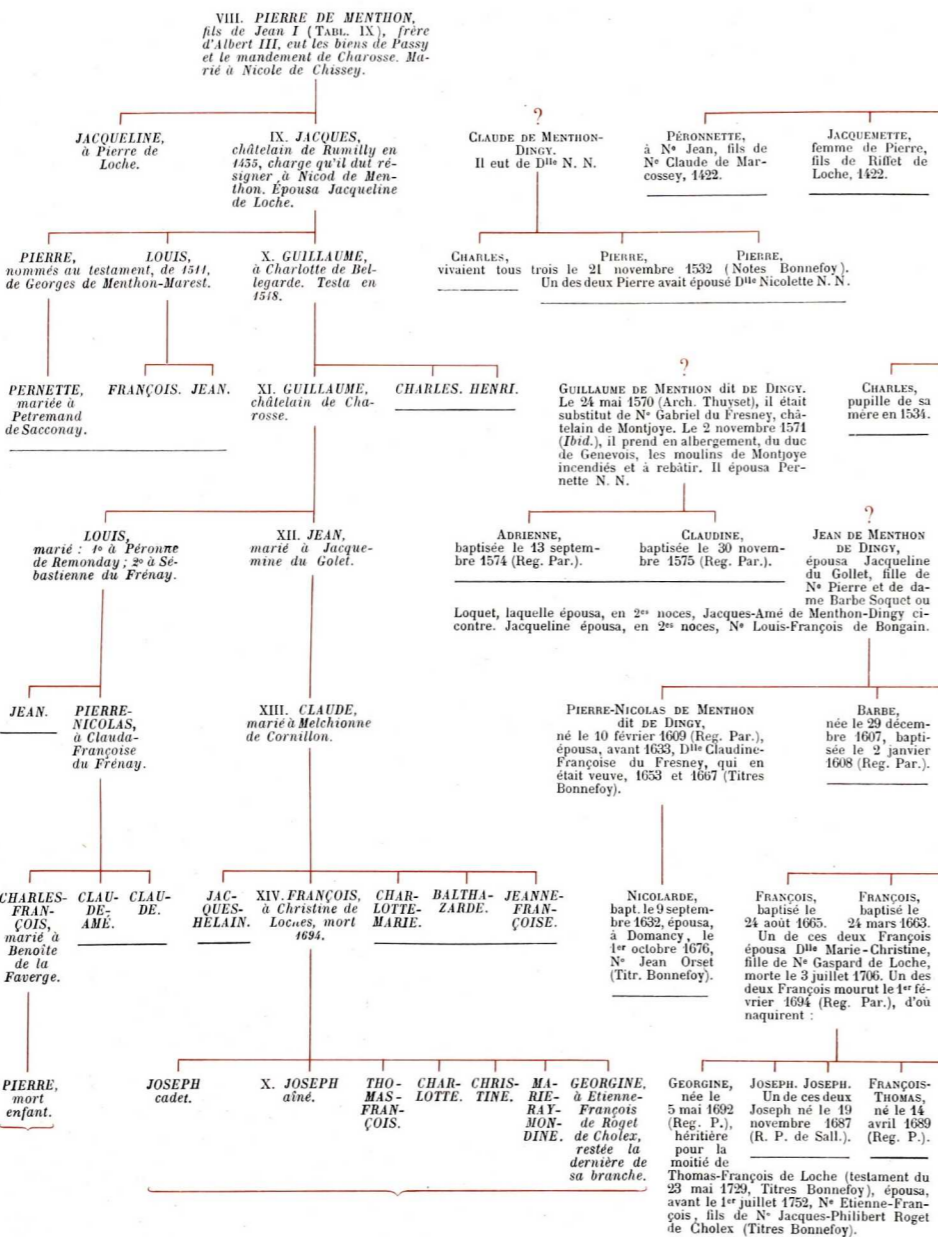 VIII. PIERRE DE MENTHON,
fils de Jean I (TABL. IX), frère
d'Albert III, eut les biens de Passy
et le mandement de Charosse. Ma-
rié à Nicole de Chissey.
JACQUELINE,
à Pierre de
Loche.
IX. JACQUES,
châtelain de Rumilly en
1455, charge qu'il dut ré-
signer à Nicod de Men-
thon. Épousa Jacqueline
de Loche.
?
CLAUDE DE MENTHON-
DINGY.
Il eut de Dlle N. N.
PÉRONNETTE,
à Ne Jean, fils de
Ne Claude de Mar-
cossey, 1422.
JACQUEMETTE,
femme de Pierre,
fils de Riffet de
Loche, 1422.
PIERRE, LOUIS,
nommés au testament, de 1511,
de Georges de Menthon-Marest.
X. GUILLAUME,
à Charlotte de Bel-
legarde. Testa en
1518.
CHARLES, PIERRE, PIERRE,
vivaient tous trois le 21 novembre 1532 (Notes Bonnefoy).
Un des deux Pierre avait épousé Dlle Nicolette N. N.
PERNETTE,
mariée à
Petremand
de Sacconay.
FRANÇOIS. JEAN.
XI. GUILLAUME,
châtelain de Cha-
rosse.
CHARLES. HENRI.
?
GUILLAUME DE MENTHON dit DE DINGY.
Le 24 mai 1570 (Arch. Thuyset), il était
substitut de Ne Gabriel du Fresney, châ-
telain de Montjoye. Le 2 novembre 1571
(Ibid.), il prend en albergement, du duc
de Genevois, les moulins de Montjoye
incendiés et à rebâtir. Il épousa Per-
nette N. N.
CHARLES,
pupille de sa
mère en 1534.
LOUIS,
marié : 1o à Péronne
de Remonday ; 2o à Sé-
bastienne du Frénay.
XII. JEAN,
marié à Jacque-
mine du Golet.
ADRIENNE,
baptisée le 13 septem-
bre 1574 (Reg. Par.).
CLAUDINE,
baptisée le 30 novem-
bre 1575 (Reg. Par.).
?
JEAN DE MENTHON
DE DINGY,
épousa Jacqueline
du Gollet, fille de
Ne Pierre et de da-
me Barbe Soquet ou
Loquet, laquelle épousa, en 2es noces, Jacques-Amé de Menthon-Dingy ci-
contre. Jacqueline épousa, en 2es noces, Ne Louis-François de Bongain.
JEAN.
PIERRE-
NICOLAS,
à Clauda-
Françoise
du Frénay.
XIII. CLAUDE,
marié à Melchionne
de Cornillon.
PIERRE-NICOLAS DE MENTHON
dit DE DINGY,
né le 10 février 1609 (Reg. Par.),
épousa, avant 1633, Dlle Claudine-
Françoise du Fresney, qui en
était veuve, 1653 et 1667 (Titres
Bonnefoy).
BARBE,
née le 29 décem-
bre 1607, bapti-
sée le 2 janvier
1608 (Reg. Par.).
CHARLES-
FRAN-
ÇOIS,
marié à
Benoîte
de la
Faverge.
CLAU-
DE-
AMÉ.
CLAU-
DE.
JAC-
QUES-
HÉLAIN.
XIV. FRANÇOIS,
à Christine de
Loches, mort
1694.
CHAR-
LOTTE-
MARIE.
BALTHA-
ZARDE.
JEANNE-
FRAN-
ÇOISE.
NICOLARDE,
bapt. le 9 septem-
bre 1632, épousa,
à Domancy, le
1er octobre 1676,
Ne Jean Orset
(Titr. Bonnefoy).
FRANÇOIS, FRANÇOIS,
baptisé le baptisé le
24 août 1665. 24 mars 1663.
Un de ces deux François
épousa Dlle Marie-Christine,
fille de Ne Gaspard de Loche,
morte le 3 juillet 1706. Un des
deux François mourut le 1er fé-
vrier 1694 (Reg. Par.), d'où
naquirent :
PIERRE,
mort
enfant.
JOSEPH
cadet.
X. JOSEPH
aîné.
THO-
MAS-
FRAN-
ÇOIS.
CHAR-
LOTTE.
CHRIS-
TINE.
MA-
RIE-
RAY-
MON-
DINE.
GEORGINE,
à Etienne-
François
de Roget
de Cholex,
restée la
dernière de
sa branche.
GEORGINE,
née le
5 mai 1692
(Reg. P.),
héritière
pour la
moitié de
Thomas-François de Loche (testament du
23 mai 1729, Titres Bonnefoy), épousa,
avant le 1er juillet 1752, Ne Etienne-Fran-
çois, fils de Ne Jacques-Philibert Roget
de Cholex (Titres Bonnefoy).
JOSEPH. JOSEPH.
Un de ces deux
Joseph né le 19
novembre 1687
(R. P. de Sall.).
FRANÇOIS-
THOMAS,
né le 14
avril 1689
(Reg. P.).